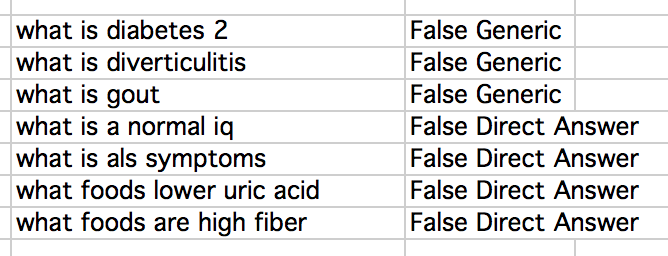 what is diabetes 2 False Generic
what is diverticulitis False Generic
what is gout False Generic
what is a normal iq False Direct Answer
what is als symptoms False Direct Answer
what foods lower uric acid False Direct Answer
what foods are high fiber False Direct Answer